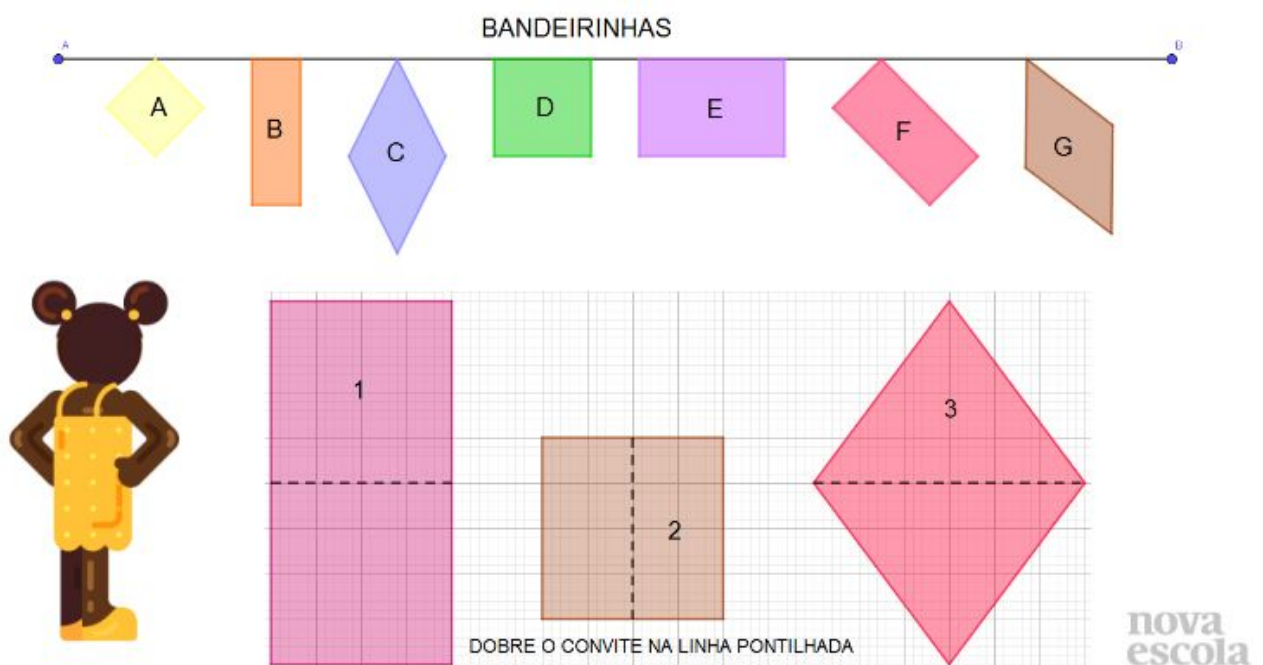 BANDEIRINHAS
A B
A B C D E F G
1
2
3
DOBRE O CONVITE NA LINHA PONTILHADA
nova
escola